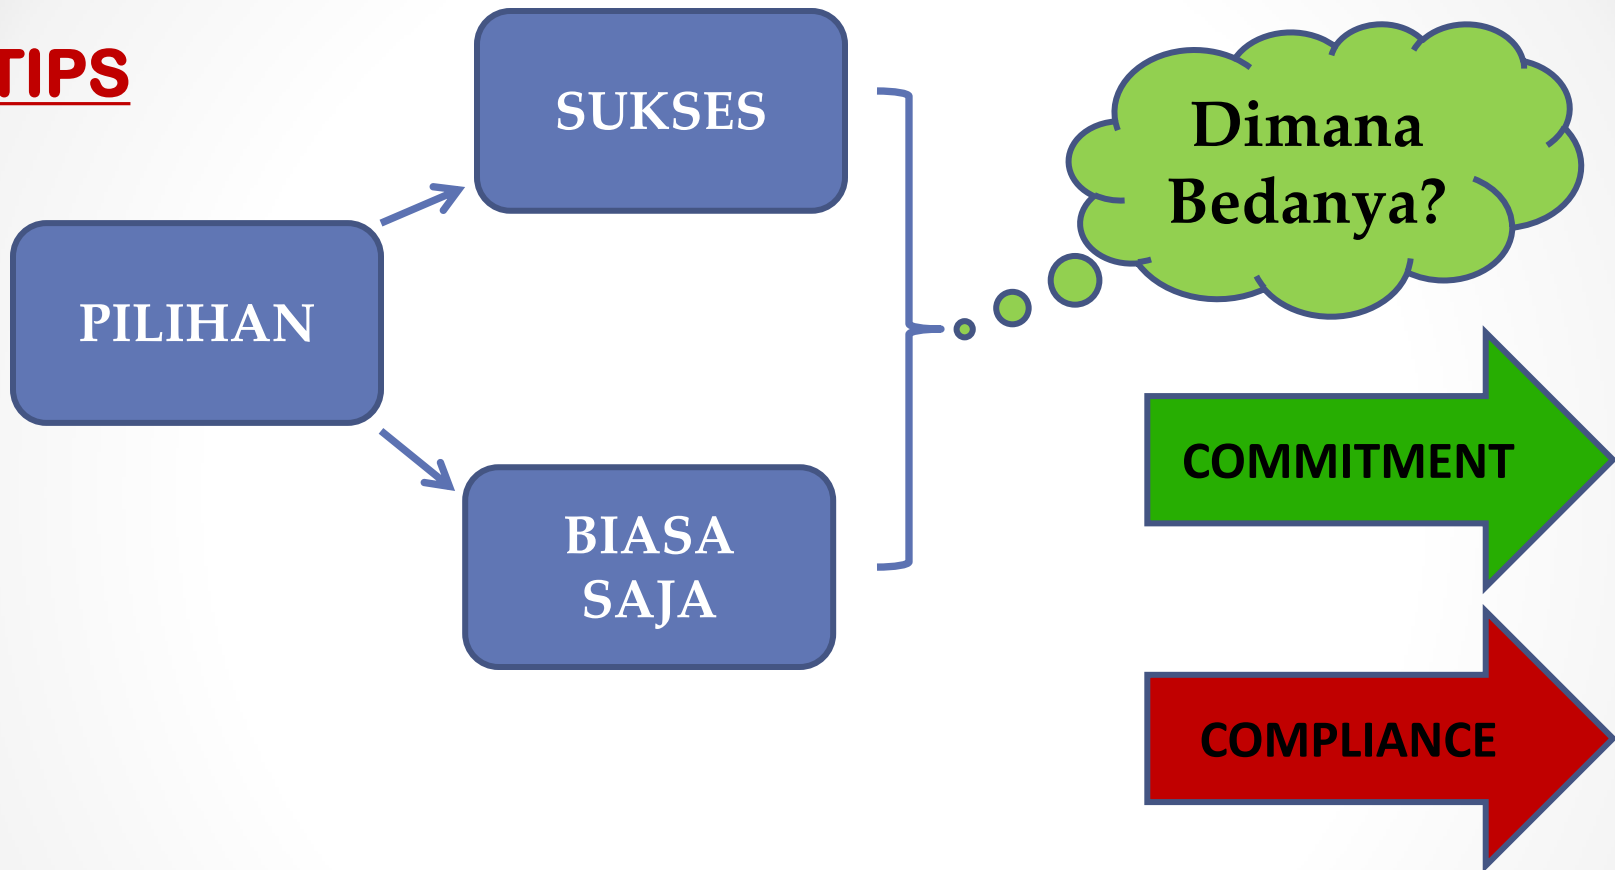 TIPS
SUKSES
PILIHAN
BIASA
SAJA
Dimana
Bedanya?
COMMITMENT
COMPLIANCE